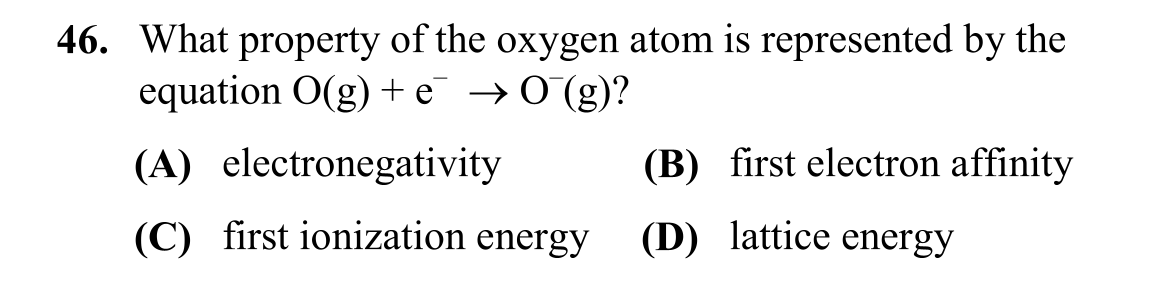 46. What property of the oxygen atom is represented by the
equation O(g) + e⁻ → O⁻(g)?
(A) electronegativity (B) first electron affinity
(C) first ionization energy (D) lattice energy